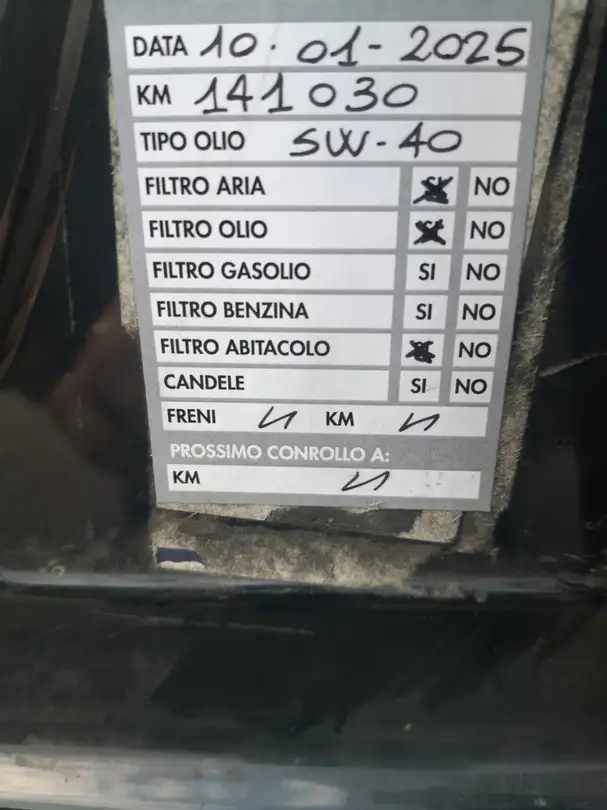 DATA 10.01-2025
KM 141030
TIPO OLIO 5W-40
FILTRO ARIA SI NO
FILTRO OLIO SI NO
FILTRO GASOLIO SI NO
FILTRO BENZINA SI NO
FILTRO ABITACOLO SI NO
CANDELE SI NO
FRENI KM
PROSSIMO CONROLLO A:
KM